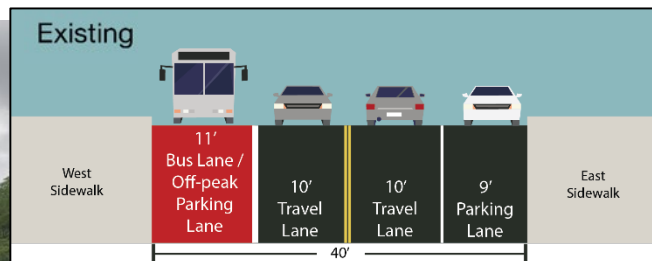 Existing
West
Sidewalk
11'
Bus Lane /
Off-peak
Parking
Lane
10'
Travel
Lane
10'
Travel
Lane
9'
Parking
Lane
East
Sidewalk
40'